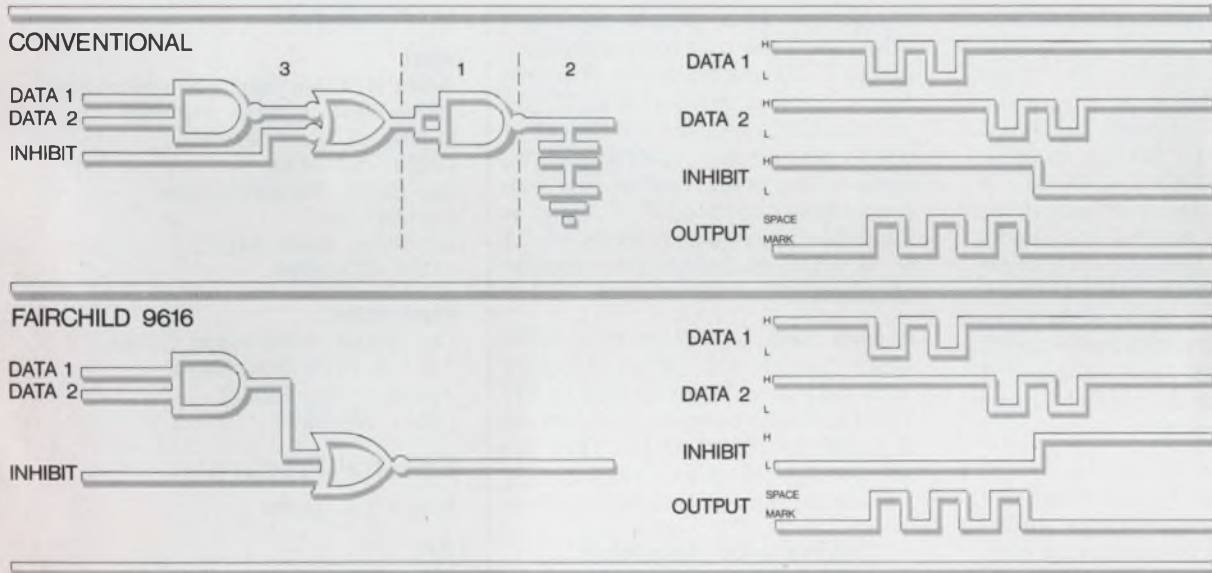 CONVENTIONAL
3 1 2
DATA 1
DATA 2
INHIBIT
DATA 1 H L
DATA 2 H L
INHIBIT H L
OUTPUT SPACE MARK
FAIRCHILD 9616
DATA 1
DATA 2
INHIBIT
DATA 1 H L
DATA 2 H L
INHIBIT H L
OUTPUT SPACE MARK